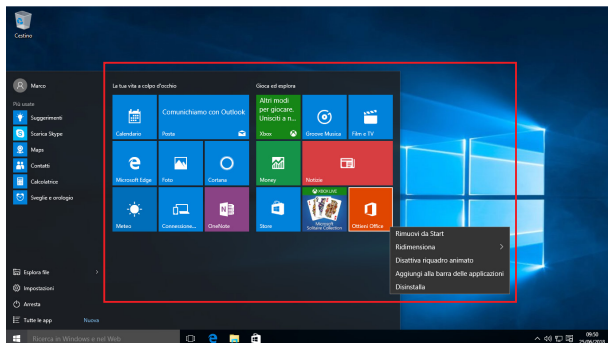 Cestino
Marco
Più usate
Suggerimenti
Scarica Skype
Mappe
Contatti
Calcolatrice
Sveglie e orologio
Esplora file
Impostazioni
Arresta
Tutte le app Nuova
La tua vita a colpo d'occhio
Calendario
Comunichiamo con Outlook
Posta
Microsoft Edge
Foto
Cortana
Meteo
Connessione...
OneNote
Gioca ed esplora
Altri modi
per giocare.
Unisciti a n...
Xbox
Groove Musica
Film e TV
Money
Notizie
Store
XBOX LIVE
Microsoft
Solitaire Collection
Ottieni Office
Rimuovi da Start
Ridimensiona
Disattiva riquadro animato
Aggiungi alla barra delle applicazioni
Disinstalla
Ricerca in Windows e nel Web
09:50
25/06/2018